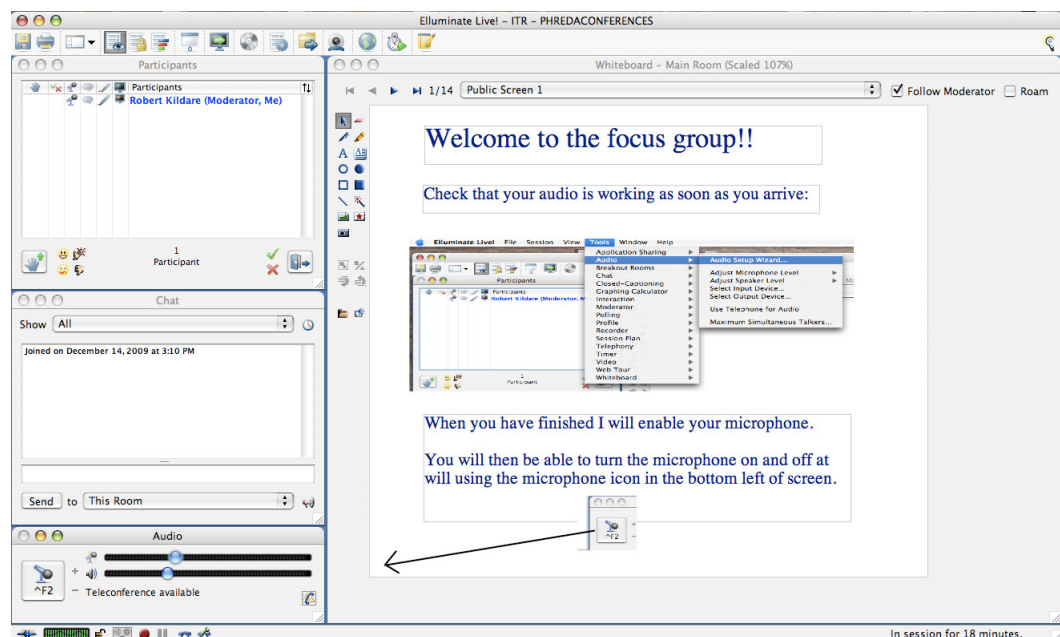 Elluminate Live! – ITR – PHREDACONFERENCES
Participants
Participants
Robert Kildare (Moderator, Me)
1
Participant
Chat
Show All
Joined on December 14, 2009 at 3:10 PM
Send to This Room
Audio
^F2
+
–
Teleconference available
Whiteboard – Main Room (Scaled 107%)
1/14 Public Screen 1
Follow Moderator Roam
Welcome to the focus group!!
Check that your audio is working as soon as you arrive:
Elluminate Live! File Session View Tools Window Help
Participants
Participants
Robert Kildare (Moderator, M
1
Participant
Application Sharing
Audio
Breakout Rooms
Chat
Closed-Captioning
Graphing Calculator
Interaction
Moderator
Polling
Profile
Recorder
Session Plan
Telephony
Timer
Video
Web Tour
Whiteboard
Audio Setup Wizard...
Adjust Microphone Level
Adjust Speaker Level
Select Input Device...
Select Output Device...
Use Telephone for Audio
Maximum Simultaneous Talkers...
When you have finished I will enable your microphone.
You will then be able to turn the microphone on and off at
will using the microphone icon in the bottom left of screen.
^F2
+
–
In session for 18 minutes.